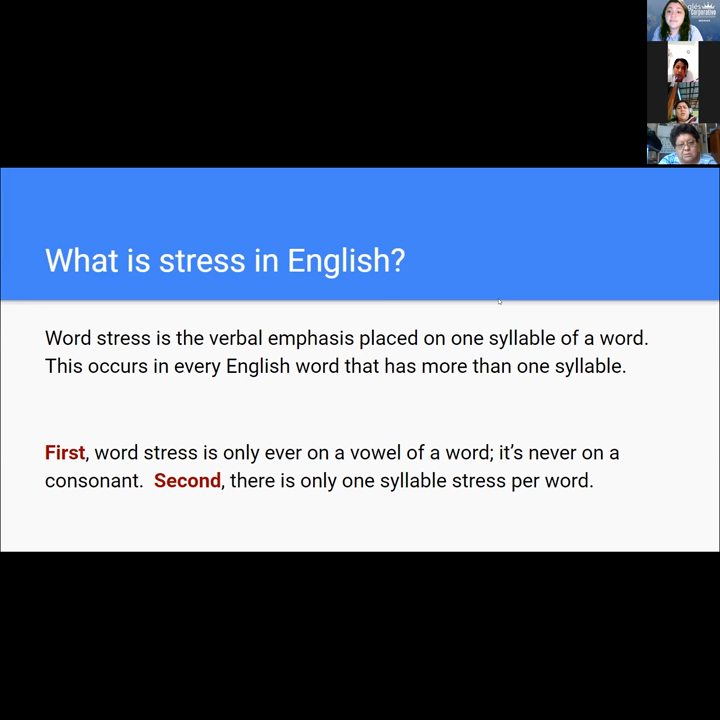 What is stress in English?
Word stress is the verbal emphasis placed on one syllable of a word.
This occurs in every English word that has more than one syllable.
First, word stress is only ever on a vowel of a word; it's never on a
consonant. Second, there is only one syllable stress per word.